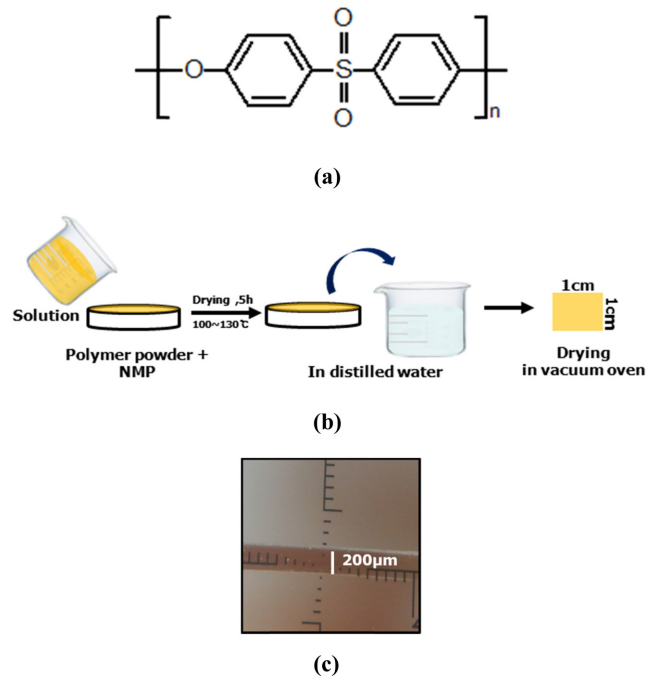 O
O
S
O
n
(a)
Solution
Drying ,5h
100~130℃
Polymer powder +
NMP
In distilled water
1cm
1cm
Drying
in vacuum oven
(b)
200μm
(c)